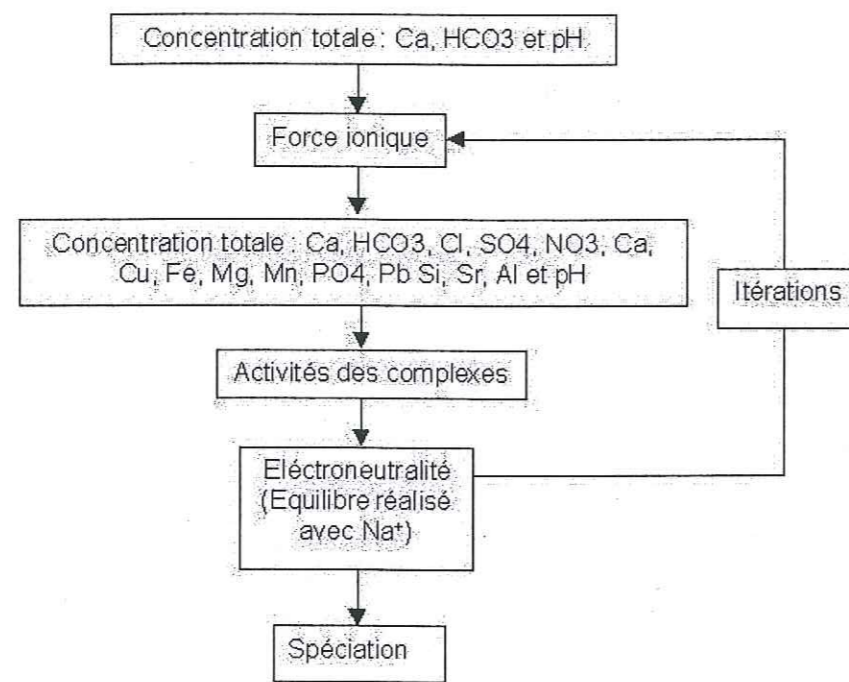 Concentration totale : Ca, HCO3 et pH
Force ionique
Concentration totale : Ca, HCO3, Cl, SO4, NO3, Ca,
Cu, Fe, Mg, Mn, PO4, Pb Si, Sr, Al et pH
Itérations
Activités des complexes
Eléctroneutralité
(Equilibre réalisé
avec Na⁺)
Spéciation